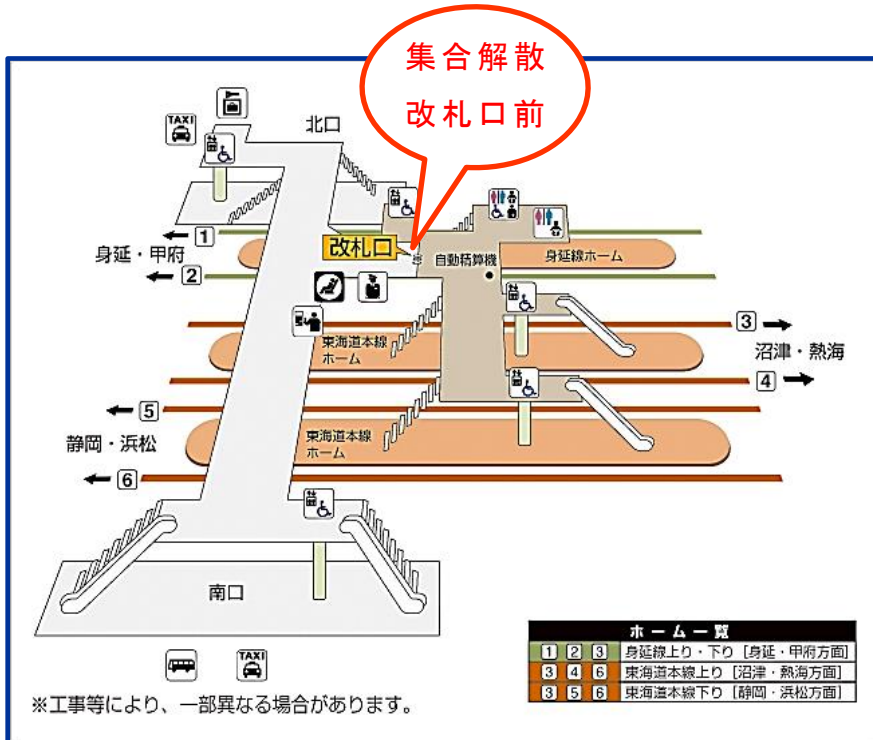 集合解散
改札口前
TAXI
北口
1
身延・甲府
2
改札口
自動精算機
身延線ホーム
3
沼津・熱海
4
東海道本線
ホーム
5
静岡・浜松
6
東海道本線
ホーム
南口
TAXI
※工事等により、一部異なる場合があります。
ホーム一覧
1 2 3 身延線上り・下り [身延・甲府方面]
3 4 6 東海道本線上り [沼津・熱海方面]
3 5 6 東海道本線下り [静岡・浜松方面]